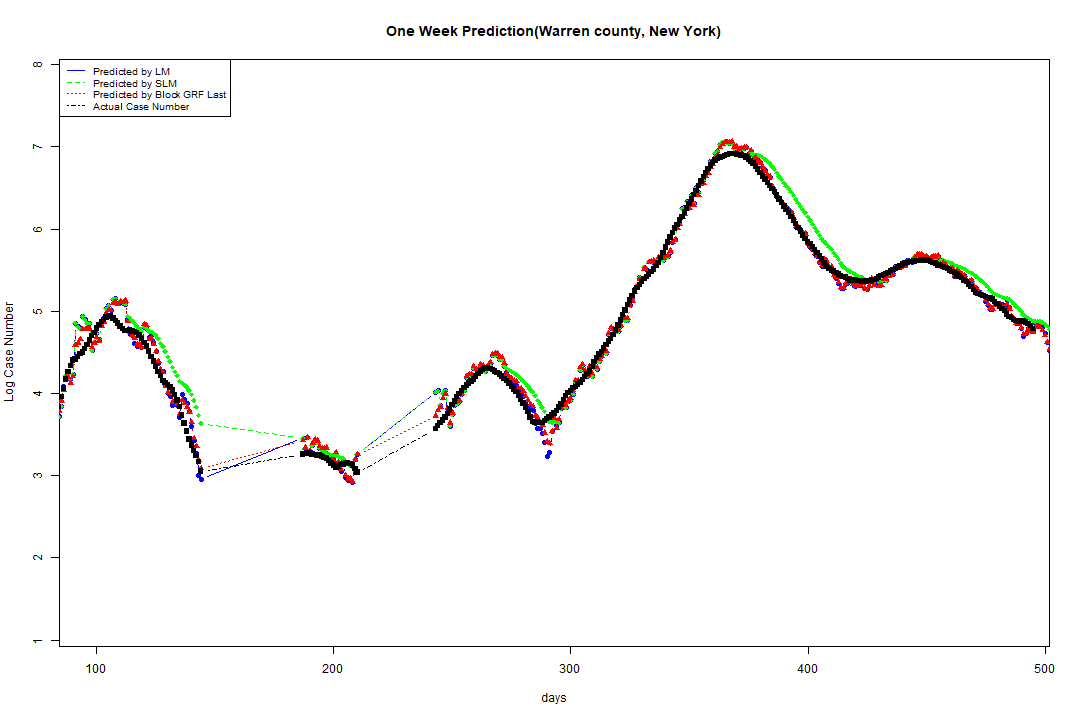 One Week Prediction(Warren county, New York)
Predicted by LM
Predicted by SLM
Predicted by Block GRF Last
Actual Case Number
8
7
6
5
4
3
2
1
Log Case Number
100 200 300 400 500
days